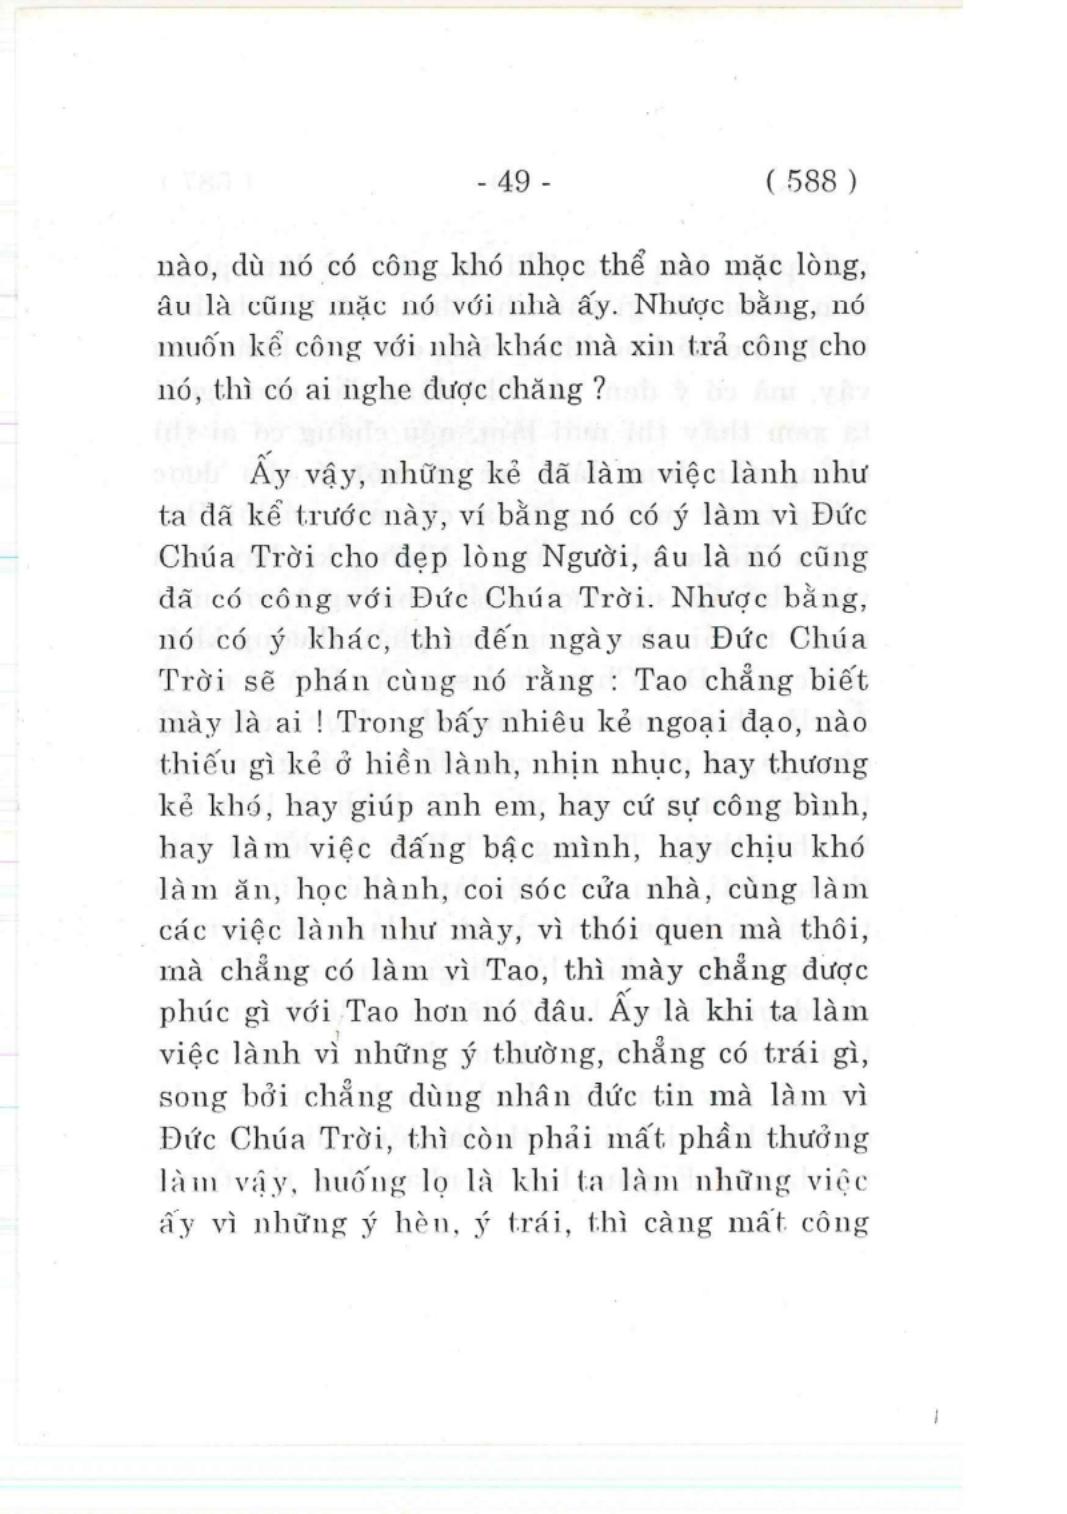 - 49 - ( 588 )
nào, dù nó có công khó nhọc thể nào mặc lòng,
âu là cũng mặc nó với nhà ấy. Nhược bằng, nó
muốn kể công với nhà khác mà xin trả công cho
nó, thì có ai nghe được chăng ?
Ấy vậy, những kẻ đã làm việc lành như
ta đã kể trước này, ví bằng nó có ý làm vì Đức
Chúa Trời cho đẹp lòng Người, âu là nó cũng
đã có công với Đức Chúa Trời. Nhược bằng,
nó có ý khác, thì đến ngày sau Đức Chúa
Trời sẽ phán cùng nó rằng : Tao chẳng biết
mày là ai ! Trong bấy nhiêu kẻ ngoại đạo, nào
thiếu gì kẻ ở hiền lành, nhịn nhục, hay thương
kẻ khó, hay giúp anh em, hay cứ sự công bình,
hay làm việc đấng bậc mình, hay chịu khó
làm ăn, học hành, coi sóc cửa nhà, cùng làm
các việc lành như mày, vì thói quen mà thôi,
mà chẳng có làm vì Tao, thì mày chẳng được
phúc gì với Tao hơn nó đâu. Ấy là khi ta làm
việc lành vì những ý thường, chẳng có trái gì,
song bởi chẳng dùng nhân đức tin mà làm vì
Đức Chúa Trời, thì còn phải mất phần thưởng
làm vậy, huống lọ là khi ta làm những việc
ấy vì những ý hèn, ý trái, thì càng mất công